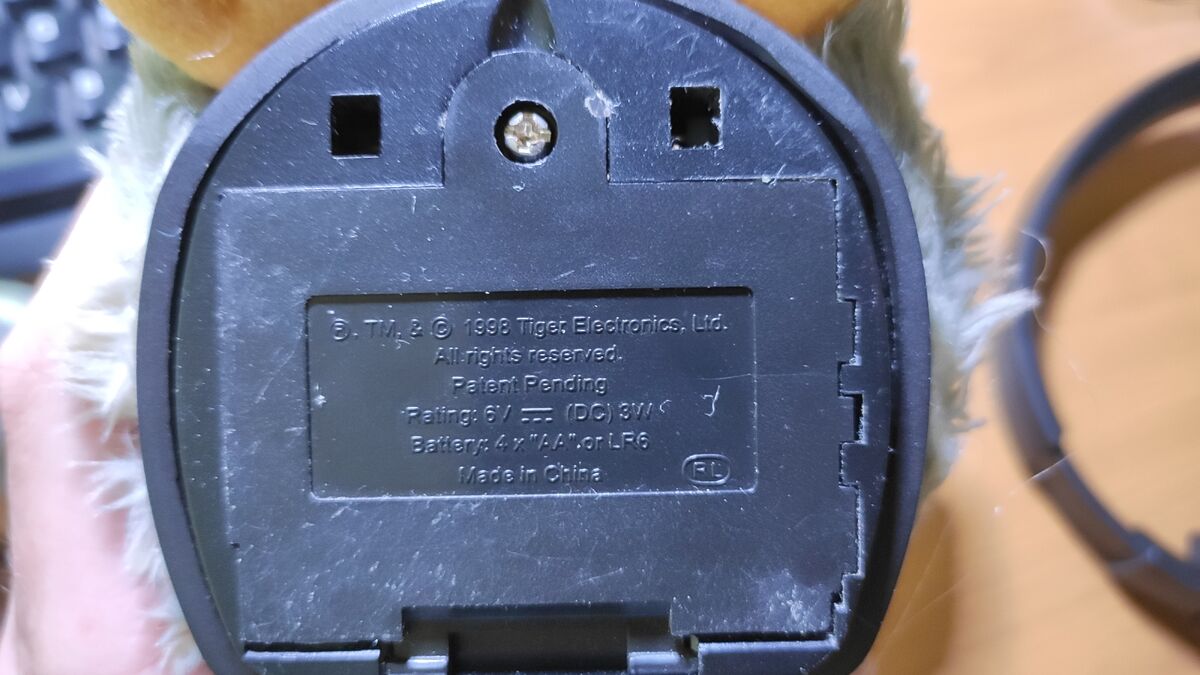 ®, TM, & © 1998 Tiger Electronics, Ltd.
All rights reserved.
Patent Pending
Rating: 6V ⎓ (DC) 3W
Battery: 4 x "AA" or LR6
Made in China
RL